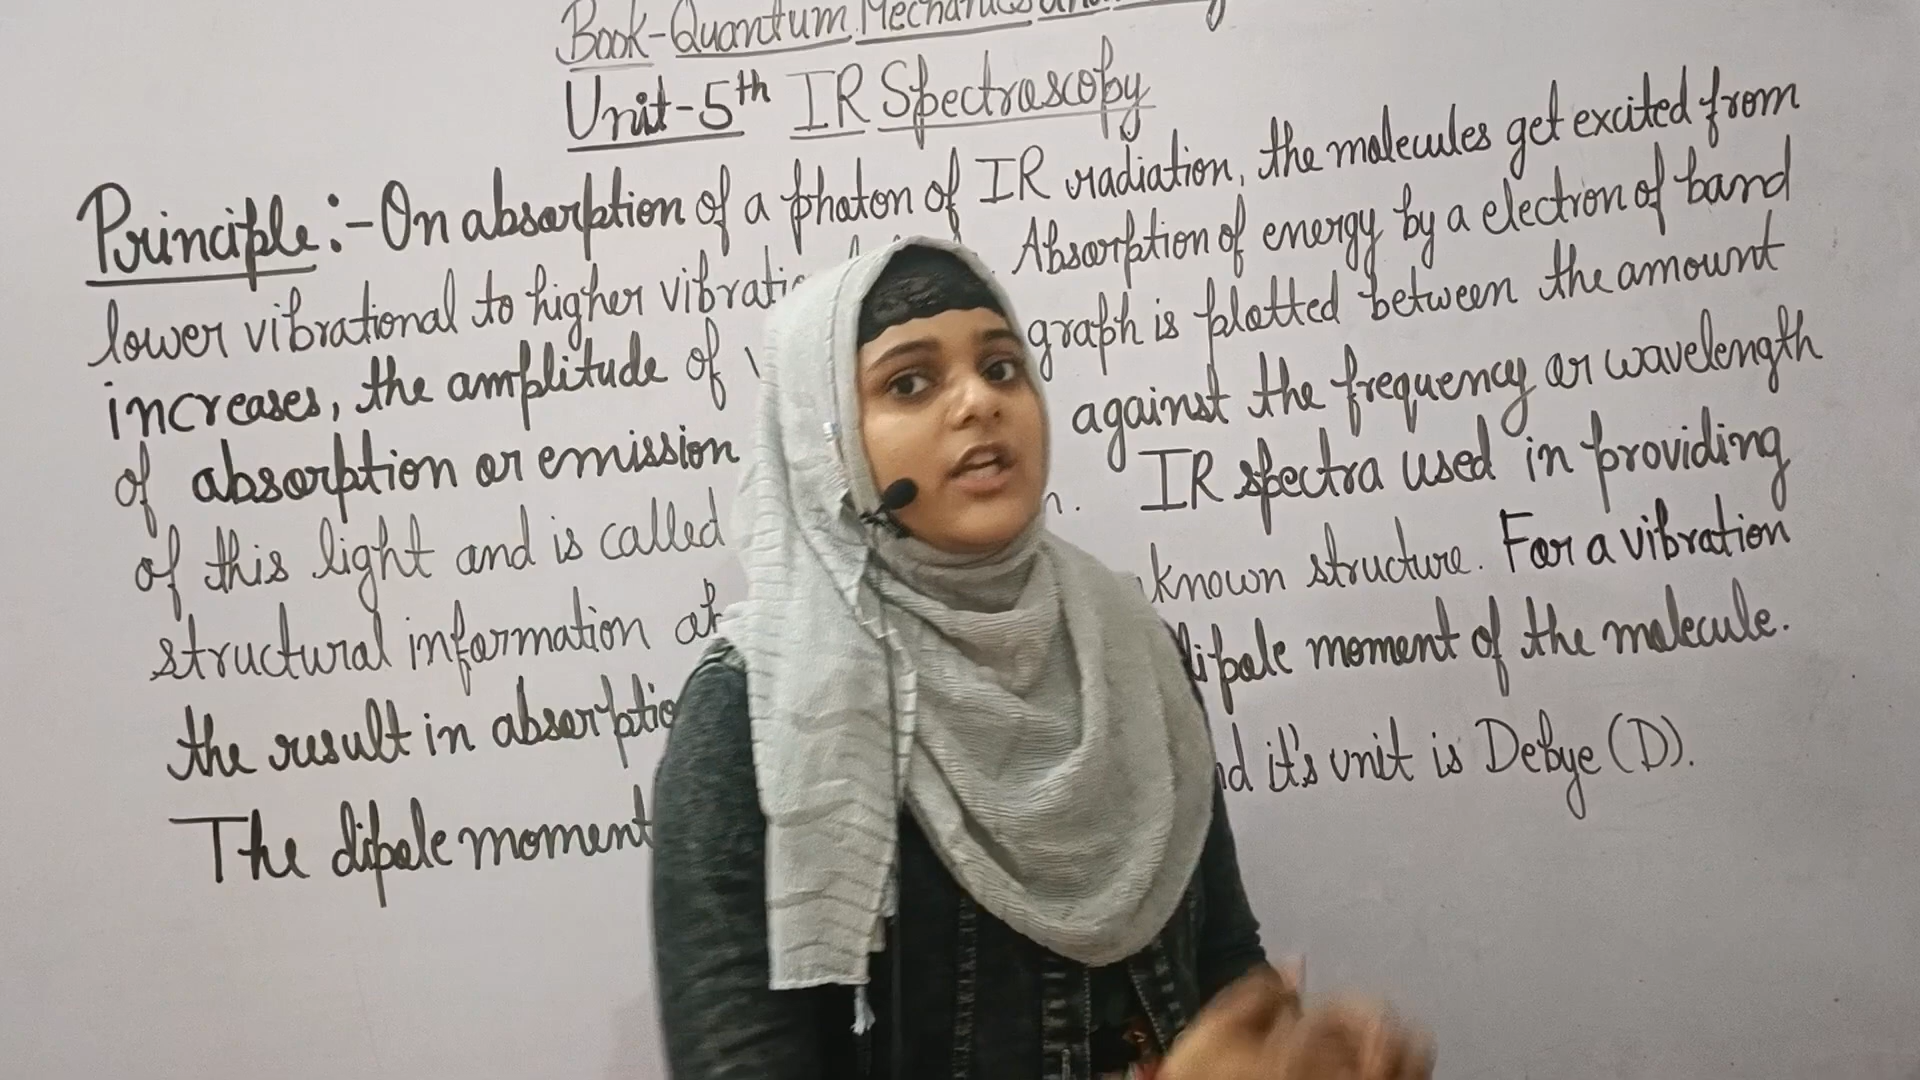 Book-Quantum Mechanics and
Unit-5th IR Spectroscopy
Principle:- On absorption of a photon of IR radiation, the molecules get excited from
lower vibrational to higher Absorption of energy by a electron of band
increases, the amplitude of graph is plotted between the amount
of absorption or emission against the frequency or wavelength
of this light and is called IR spectra used in providing
structural information known structure. For a vibration
the result in dipole moment of the molecule.
The dipole moment it's unit is Debye (D).